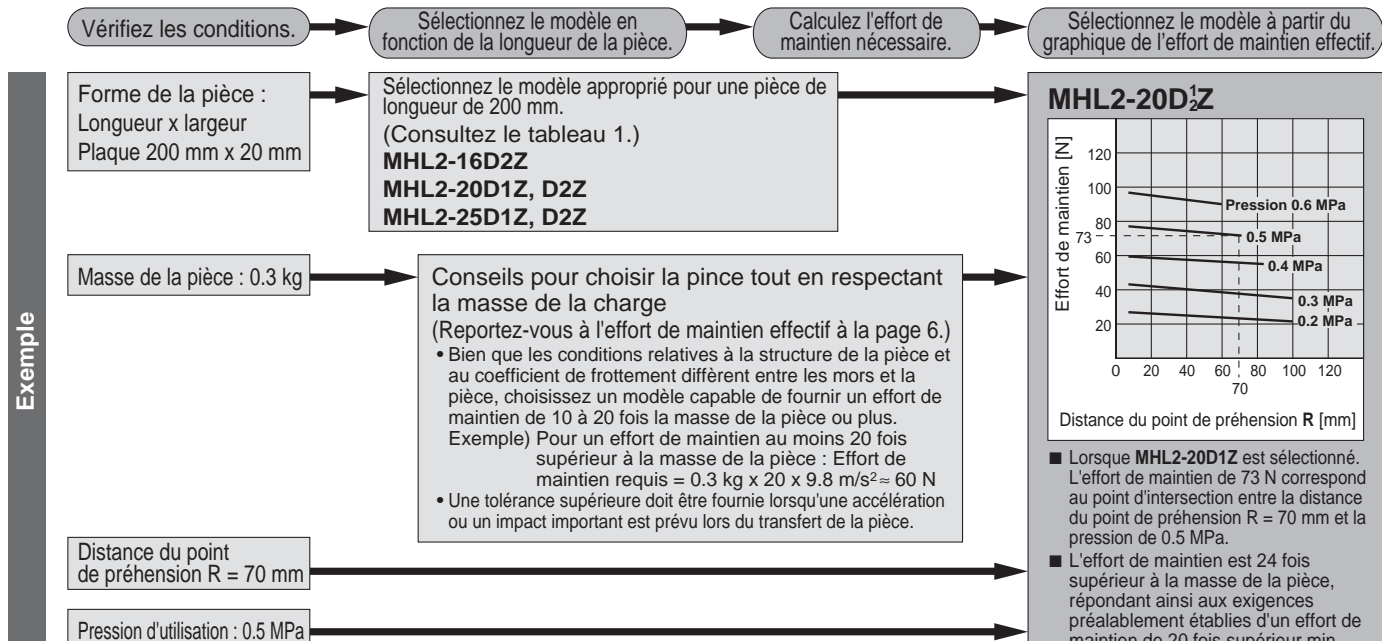 Vérifiez les conditions.
Sélectionnez le modèle en
fonction de la longueur de la pièce.
Calculez l'effort de
maintien nécessaire.
Sélectionnez le modèle à partir du
graphique de l'effort de maintien effectif.
Exemple
Forme de la pièce :
Longueur x largeur
Plaque 200 mm x 20 mm
Sélectionnez le modèle approprié pour une pièce de
longueur de 200 mm.
(Consultez le tableau 1.)
MHL2-16D2Z
MHL2-20D1Z, D2Z
MHL2-25D1Z, D2Z
Masse de la pièce : 0.3 kg
Conseils pour choisir la pince tout en respectant
la masse de la charge
(Reportez-vous à l'effort de maintien effectif à la page 6.)
• Bien que les conditions relatives à la structure de la pièce et
au coefficient de frottement diffèrent entre les mors et la
pièce, choisissez un modèle capable de fournir un effort de
maintien de 10 à 20 fois la masse de la pièce ou plus.
Exemple) Pour un effort de maintien au moins 20 fois
supérieur à la masse de la pièce : Effort de
maintien requis = 0.3 kg x 20 x 9.8 m/s² ≈ 60 N
• Une tolérance supérieure doit être fournie lorsqu'une accélération
ou un impact important est prévu lors du transfert de la pièce.
Distance du point
de préhension R = 70 mm
Pression d'utilisation : 0.5 MPa
MHL2-20D½Z
Effort de maintien [N]
120
100
80
73
60
40
20
Pression 0.6 MPa
0.5 MPa
0.4 MPa
0.3 MPa
0.2 MPa
0 20 40 60 80 100 120
70
Distance du point de préhension R [mm]
■ Lorsque MHL2-20D1Z est sélectionné.
L'effort de maintien de 73 N correspond
au point d'intersection entre la distance
du point de préhension R = 70 mm et la
pression de 0.5 MPa.
■ L'effort de maintien est 24 fois
supérieur à la masse de la pièce,
répondant ainsi aux exigences
préalablement établies d'un effort de
maintien de 20 fois supérieur min.